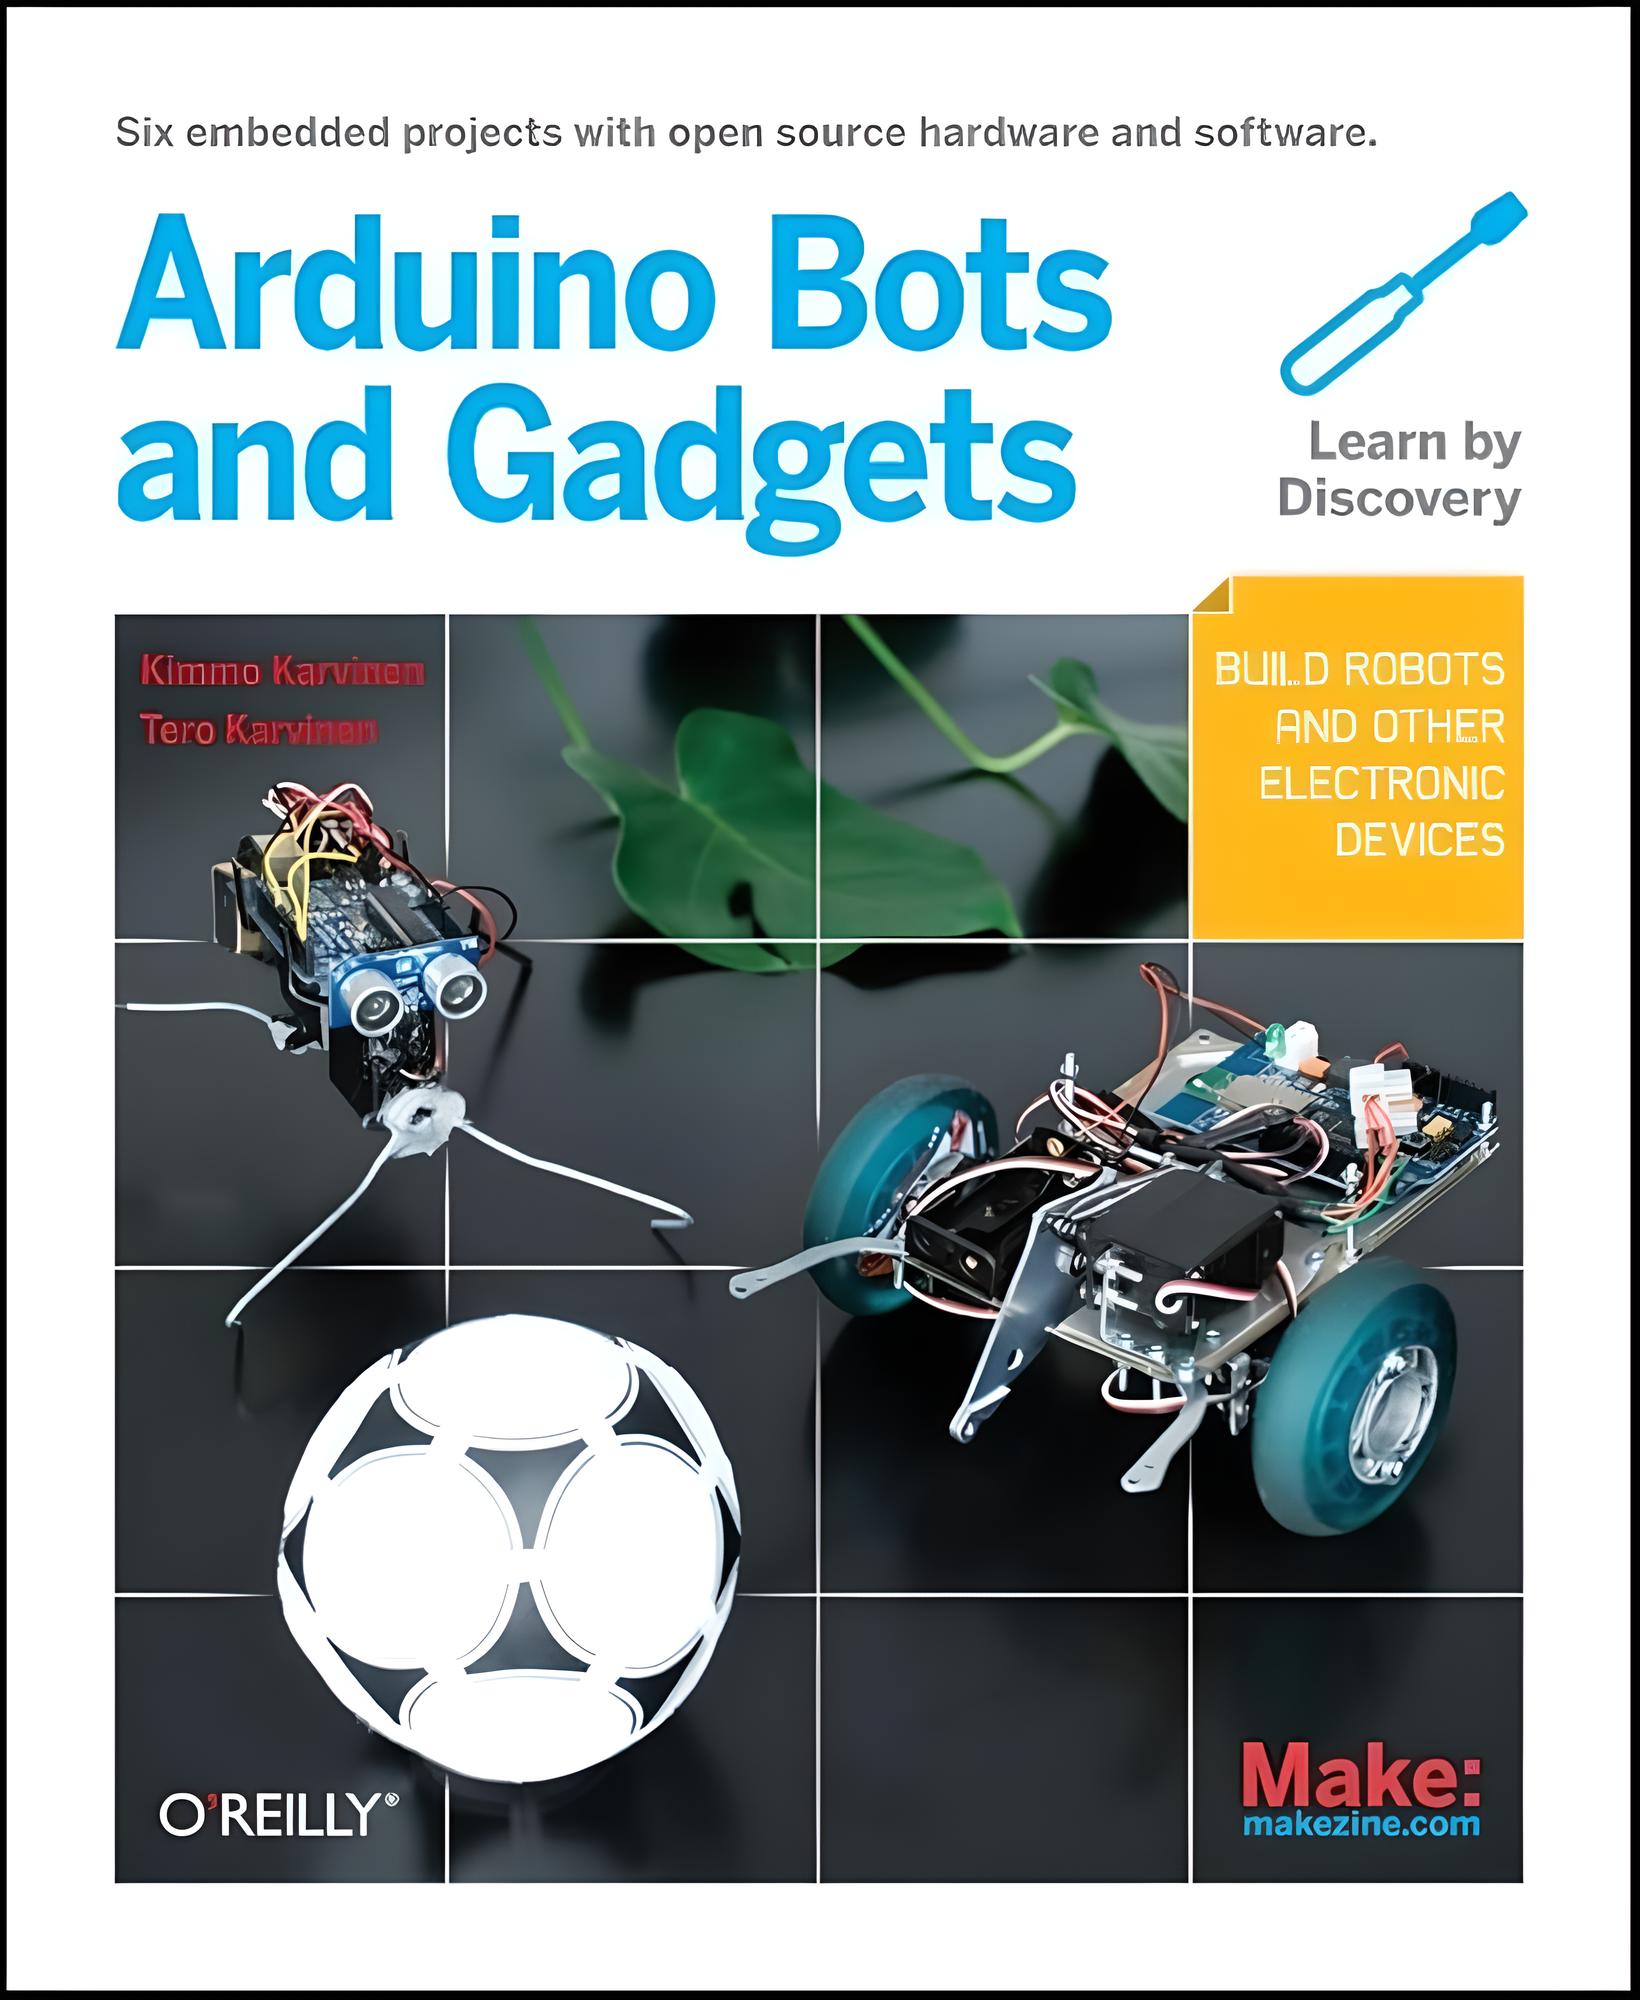 Six embedded projects with open source hardware and software.
Arduino Bots
and Gadgets
Learn by
Discovery
Kimmo Karvinen
Tero Karvinen
BUILD ROBOTS
AND OTHER
ELECTRONIC
DEVICES
O'REILLY®
Make:
makezine.com